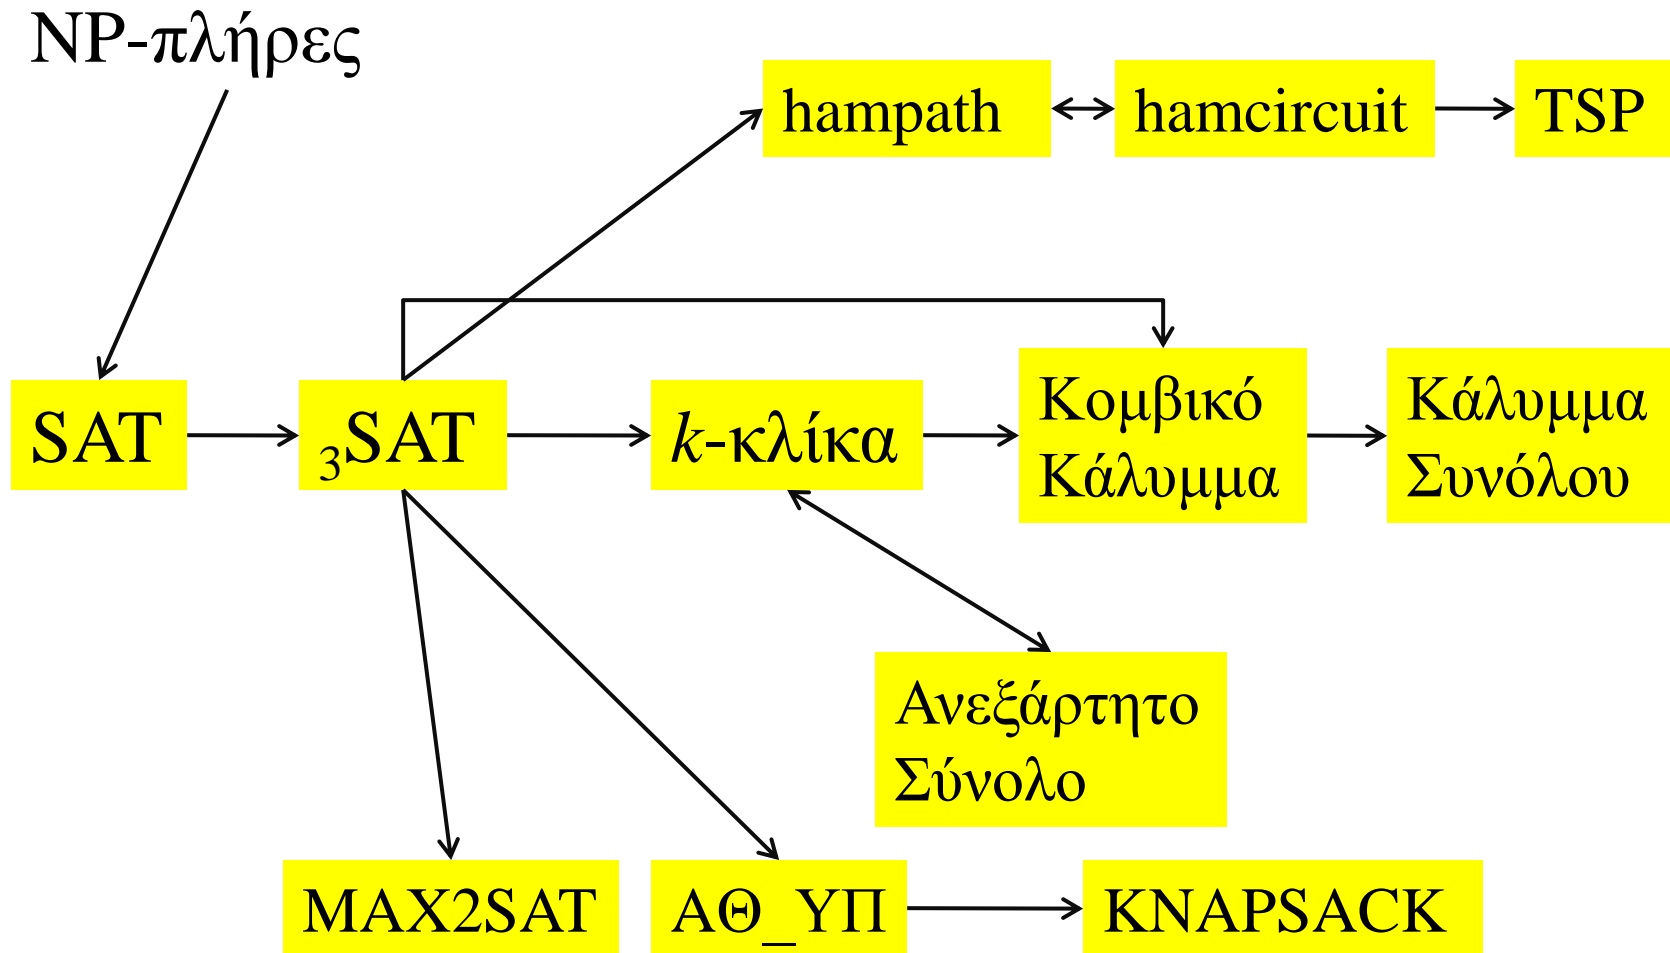 NP-πλήρες
hampath
hamcircuit
TSP
SAT
₃SAT
k-κλίκα
Κομβικό
Κάλυμμα
Κάλυμμα
Συνόλου
Ανεξάρτητο
Σύνολο
MAX2SAT
ΑΘ_ΥΠ
KNAPSACK